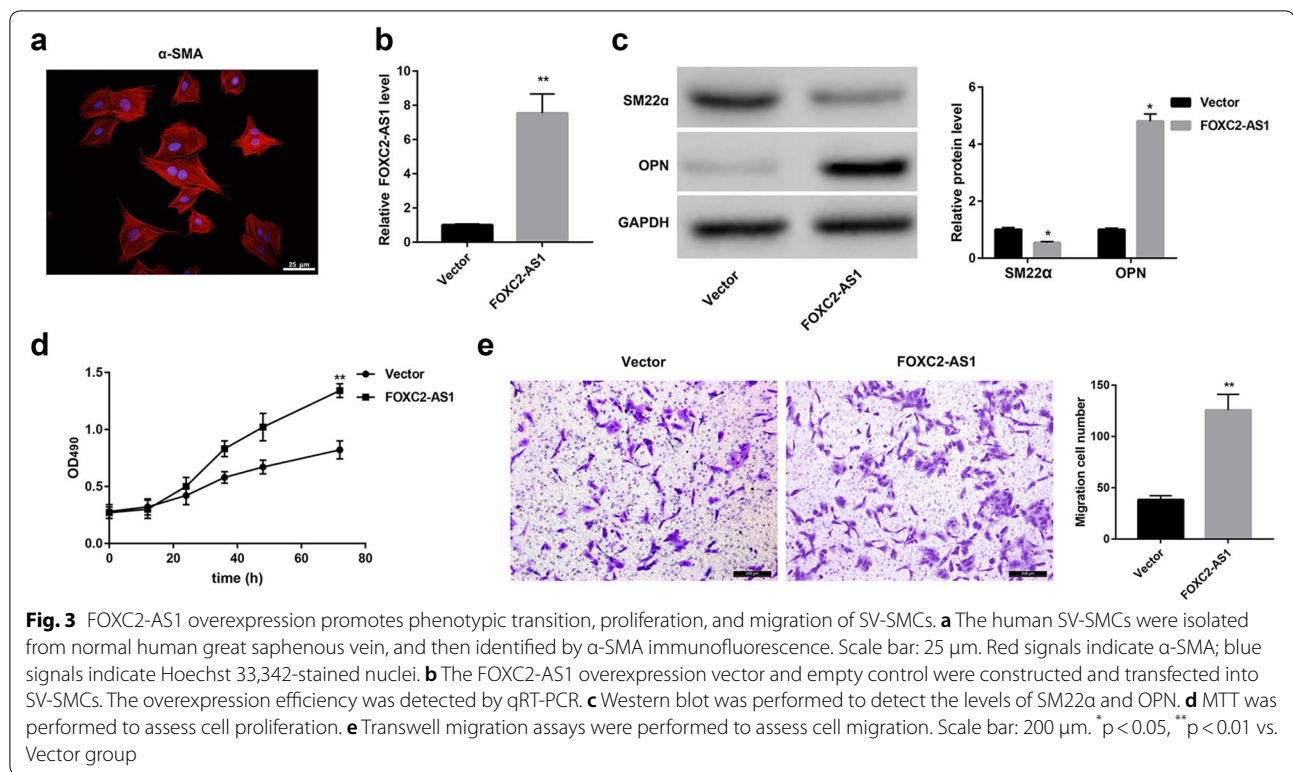 a
α-SMA
25 μm
b
Relative FOXC2-AS1 level
10
8
6
4
2
0
**
Vector
FOXC2-AS1
c
SM22α
OPN
GAPDH
Vector
FOXC2-AS1
Relative protein level
6
4
2
0
*
*
SM22α
OPN
Vector
FOXC2-AS1
d
OD490
1.5
1.0
0.5
0.0
0
20
40
60
80
time (h)
**
Vector
FOXC2-AS1
e
Vector
FOXC2-AS1
200 μm
200 μm
Migration cell number
150
100
50
0
**
Vector
FOXC2-AS1
Fig. 3 FOXC2-AS1 overexpression promotes phenotypic transition, proliferation, and migration of SV-SMCs. a The human SV-SMCs were isolated
from normal human great saphenous vein, and then identified by α-SMA immunofluorescence. Scale bar: 25 μm. Red signals indicate α-SMA; blue
signals indicate Hoechst 33,342-stained nuclei. b The FOXC2-AS1 overexpression vector and empty control were constructed and transfected into
SV-SMCs. The overexpression efficiency was detected by qRT-PCR. c Western blot was performed to detect the levels of SM22α and OPN. d MTT was
performed to assess cell proliferation. e Transwell migration assays were performed to assess cell migration. Scale bar: 200 μm. *p < 0.05, **p < 0.01 vs.
Vector group